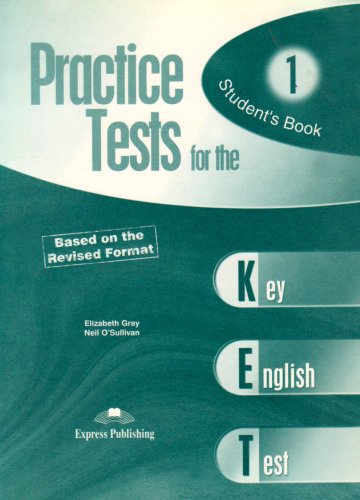 Practice
Tests
for the
1
Student's Book
Based on the
Revised Format
Elizabeth Gray
Neil O'Sullivan
Express Publishing
Key
English
Test